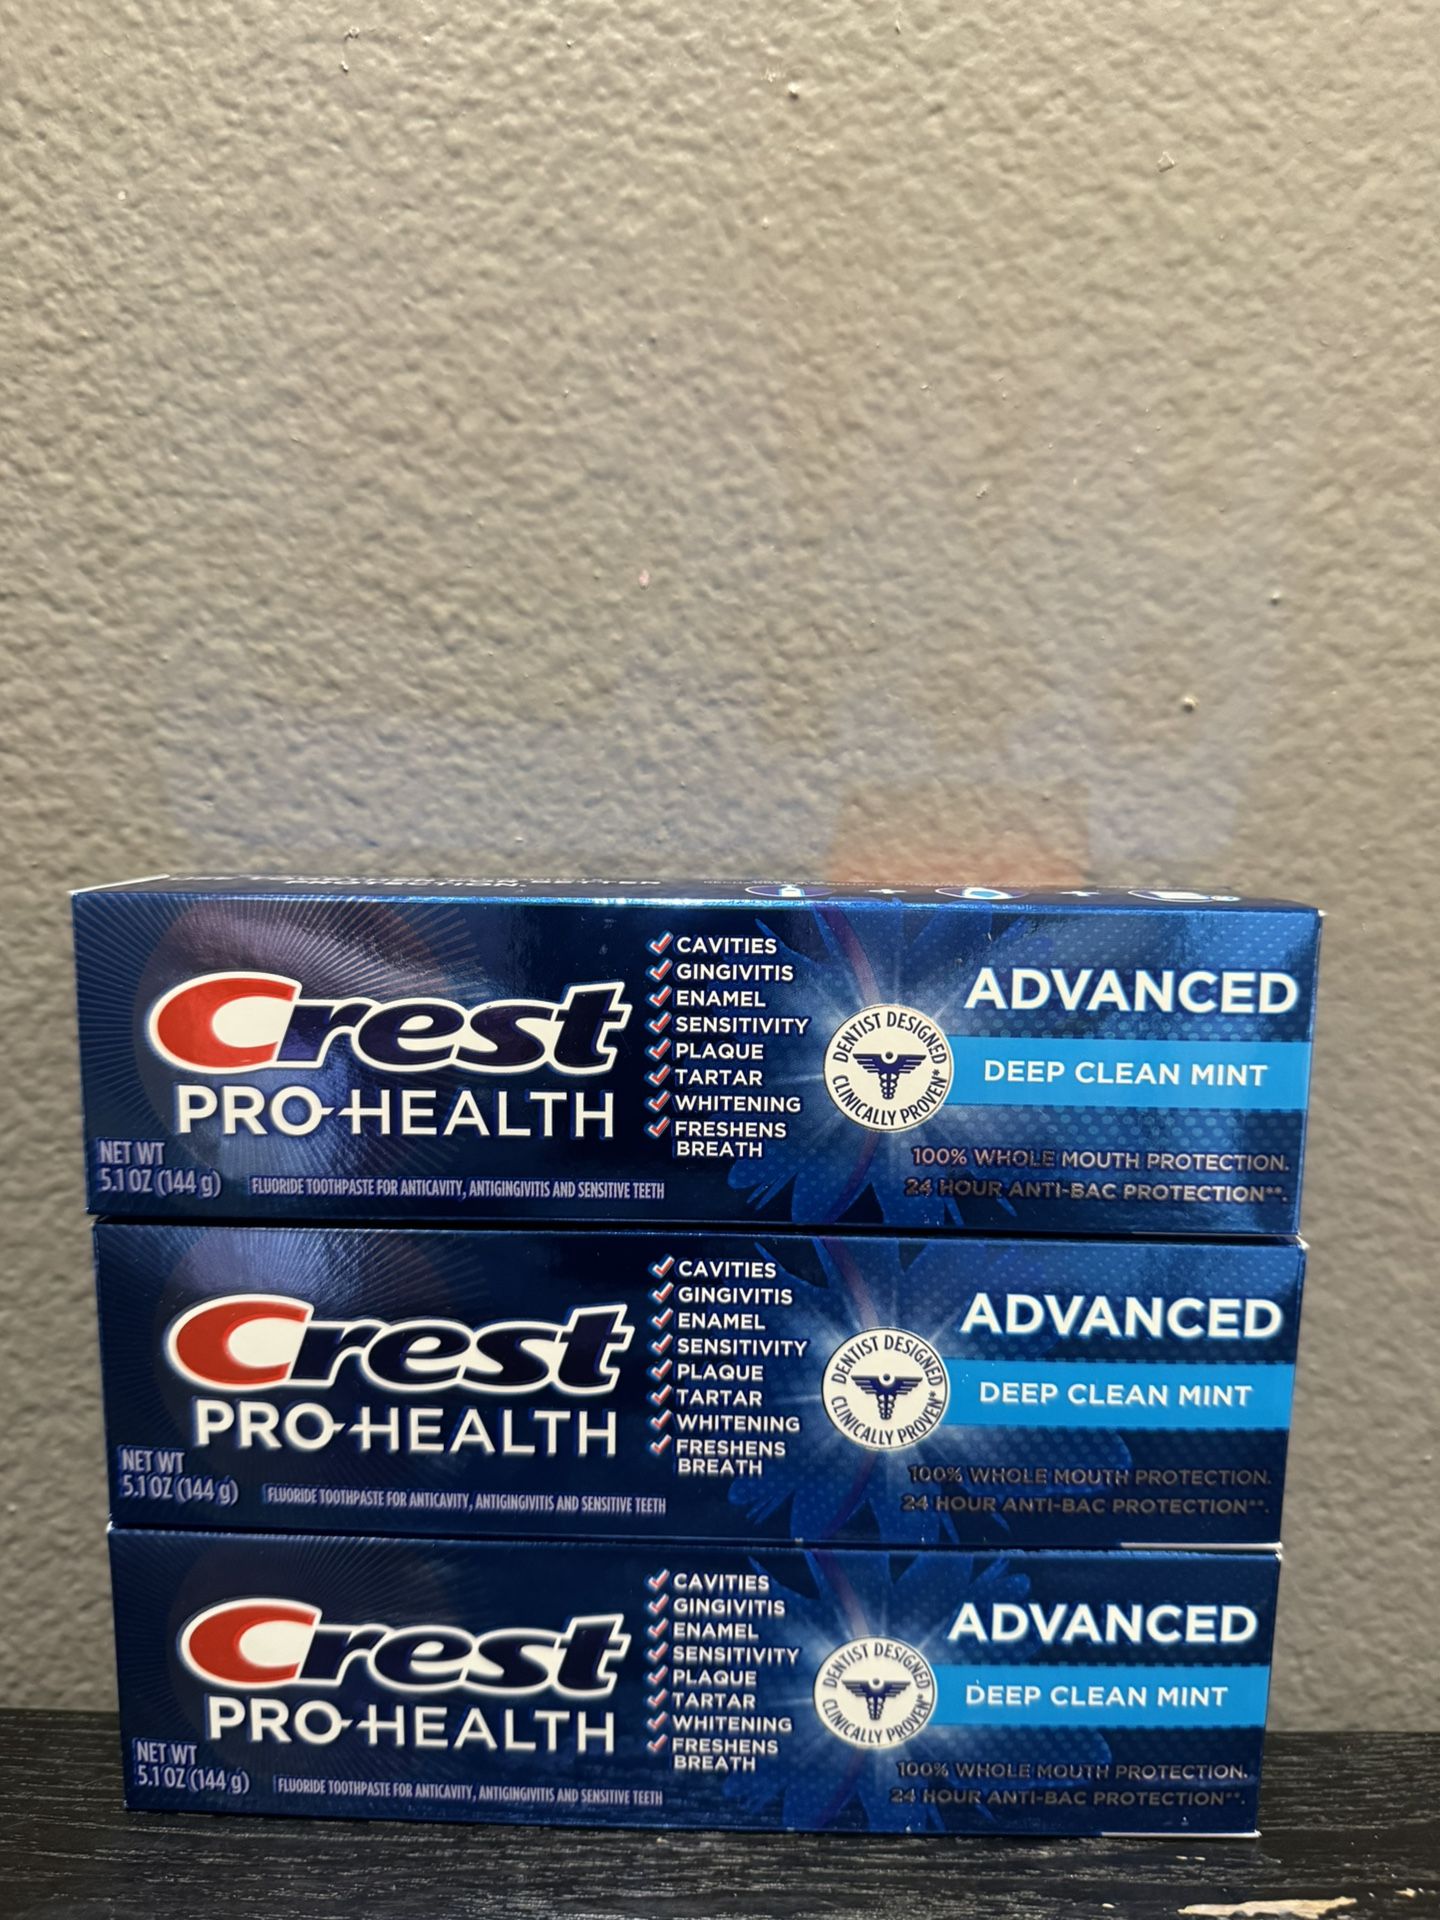 PROTECTION.
Crest
PRO-HEALTH
NET WT
5.1 OZ (144 g)
FLUORIDE TOOTHPASTE FOR ANTICAVITY, ANTIGINGIVITIS AND SENSITIVE TEETH
CAVITIES
GINGIVITIS
ENAMEL
SENSITIVITY
PLAQUE
TARTAR
WHITENING
FRESHENS
BREATH
DENTIST DESIGNED
CLINICALLY PROVEN*
ADVANCED
DEEP CLEAN MINT
100% WHOLE MOUTH PROTECTION.
24 HOUR ANTI-BAC PROTECTION**.
Crest
PRO-HEALTH
NET WT
5.1 OZ (144 g)
FLUORIDE TOOTHPASTE FOR ANTICAVITY, ANTIGINGIVITIS AND SENSITIVE TEETH
CAVITIES
GINGIVITIS
ENAMEL
SENSITIVITY
PLAQUE
TARTAR
WHITENING
FRESHENS
BREATH
DENTIST DESIGNED
CLINICALLY PROVEN*
ADVANCED
DEEP CLEAN MINT
100% WHOLE MOUTH PROTECTION.
24 HOUR ANTI-BAC PROTECTION**.
Crest
PRO-HEALTH
NET WT
5.1 OZ (144 g)
FLUORIDE TOOTHPASTE FOR ANTICAVITY, ANTIGINGIVITIS AND SENSITIVE TEETH
CAVITIES
GINGIVITIS
ENAMEL
SENSITIVITY
PLAQUE
TARTAR
WHITENING
FRESHENS
BREATH
DENTIST DESIGNED
CLINICALLY PROVEN*
ADVANCED
DEEP CLEAN MINT
100% WHOLE MOUTH PROTECTION.
24 HOUR ANTI-BAC PROTECTION**.